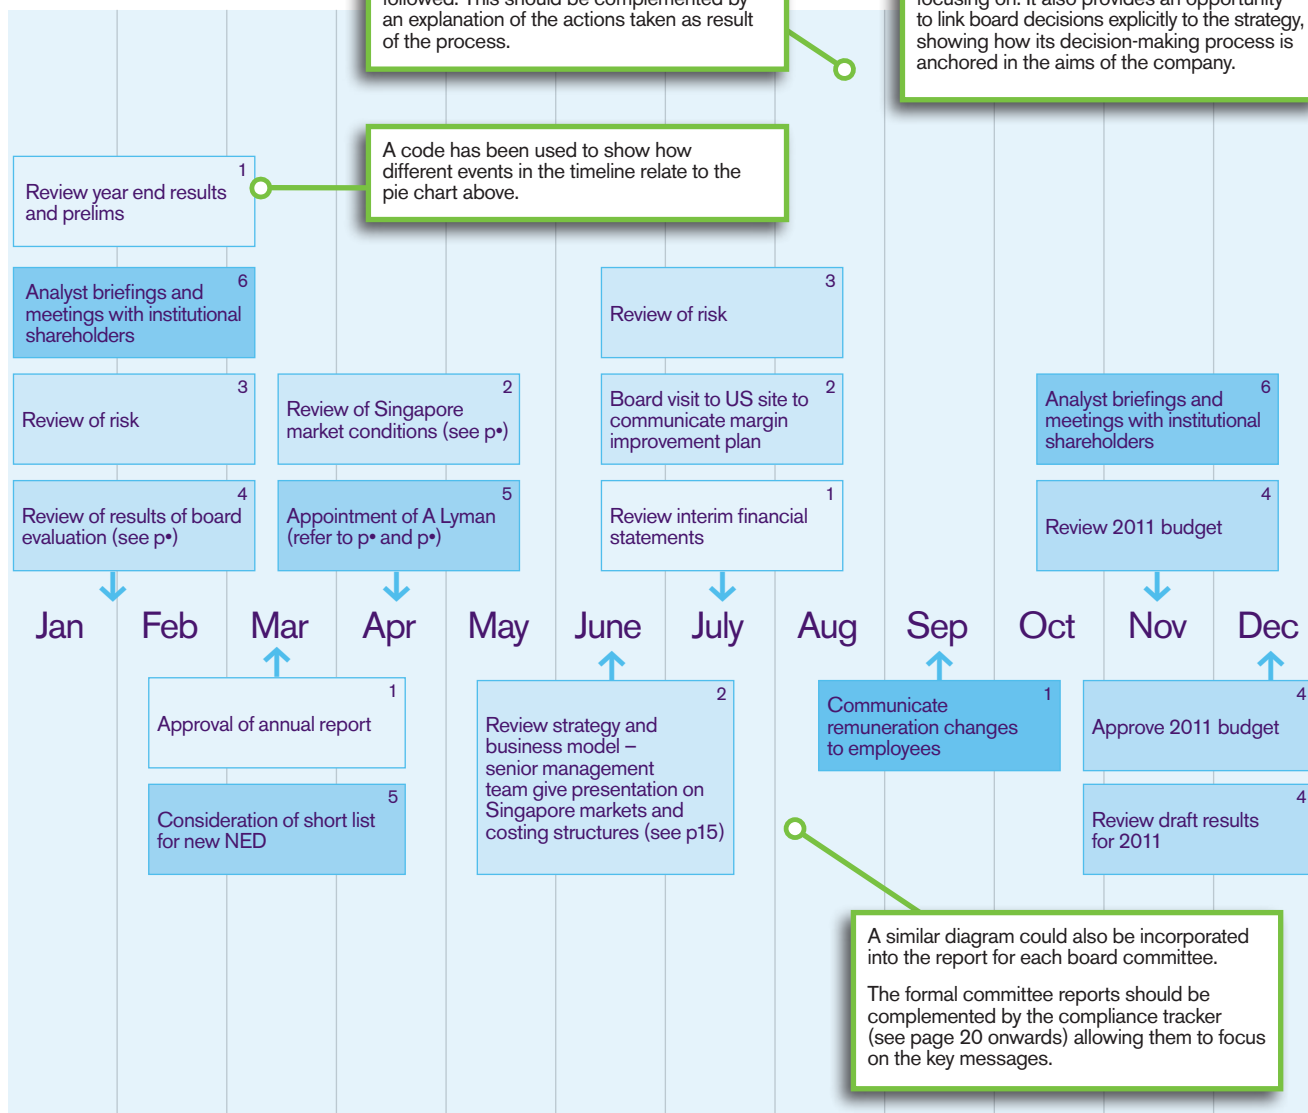 followed. This should be complemented by
an explanation of the actions taken as result
of the process.
to link board decisions explicitly to the strategy,
showing how its decision-making process is
anchored in the aims of the company.
A code has been used to show how
different events in the timeline relate to the
pie chart above.
1
Review year end results
and prelims
6
Analyst briefings and
meetings with institutional
shareholders
3
Review of risk
4
Review of results of board
evaluation (see p•)
2
Review of Singapore
market conditions (see p•)
5
Appointment of A Lyman
(refer to p• and p•)
3
Review of risk
2
Board visit to US site to
communicate margin
improvement plan
1
Review interim financial
statements
6
Analyst briefings and
meetings with institutional
shareholders
4
Review 2011 budget
Jan Feb Mar Apr May June July Aug Sep Oct Nov Dec
1
Approval of annual report
5
Consideration of short list
for new NED
2
Review strategy and
business model –
senior management
team give presentation on
Singapore markets and
costing structures (see p15)
1
Communicate
remuneration changes
to employees
4
Approve 2011 budget
4
Review draft results
for 2011
A similar diagram could also be incorporated
into the report for each board committee.
The formal committee reports should be
complemented by the compliance tracker
(see page 20 onwards) allowing them to focus
on the key messages.